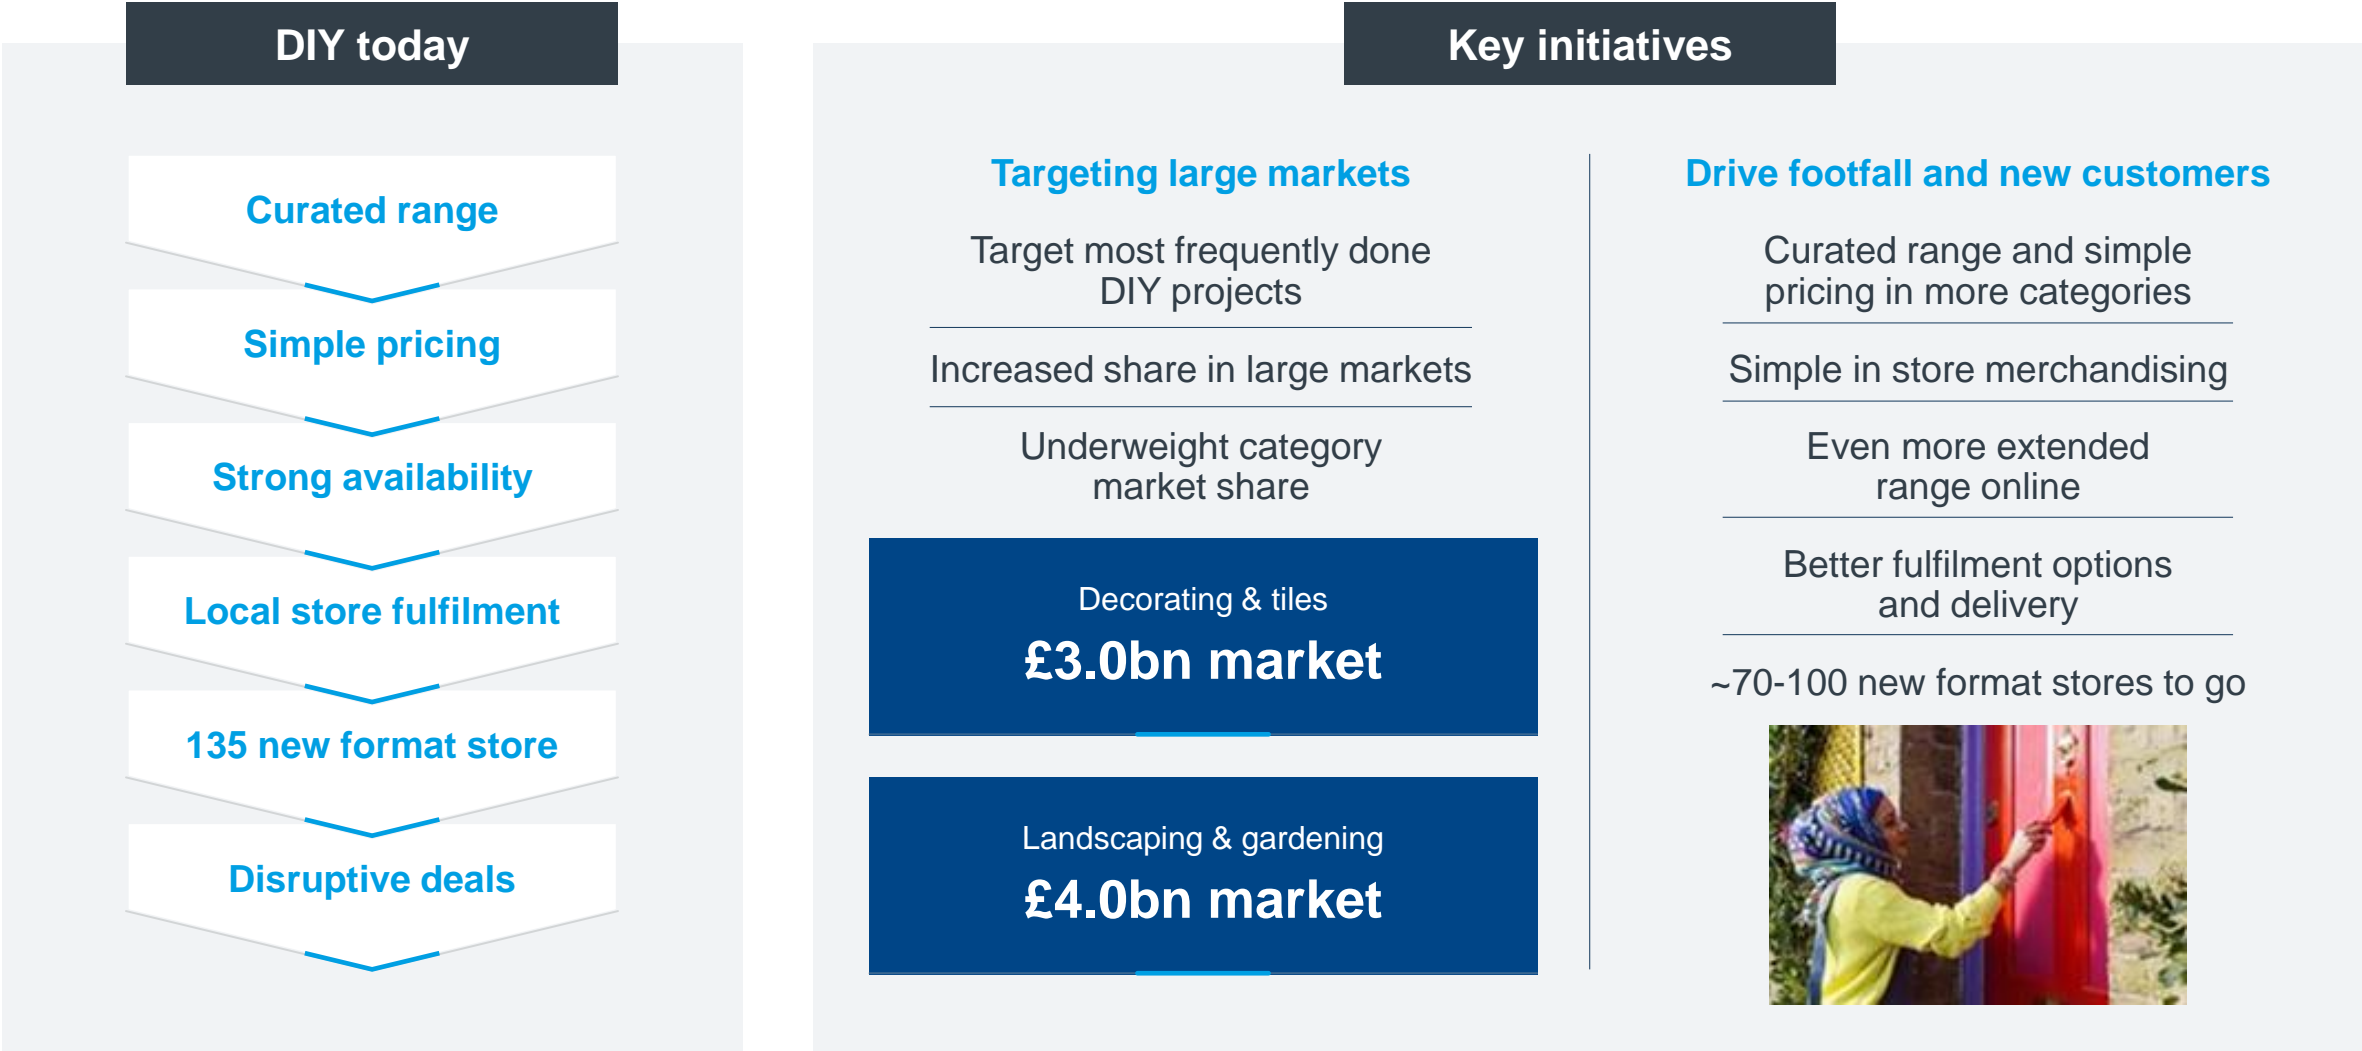 DIY today
Curated range
Simple pricing
Strong availability
Local store fulfilment
135 new format store
Disruptive deals
Key initiatives
Targeting large markets
Target most frequently done
DIY projects
Increased share in large markets
Underweight category
market share
Decorating & tiles
£3.0bn market
Landscaping & gardening
£4.0bn market
Drive footfall and new customers
Curated range and simple
pricing in more categories
Simple in store merchandising
Even more extended
range online
Better fulfilment options
and delivery
~70-100 new format stores to go